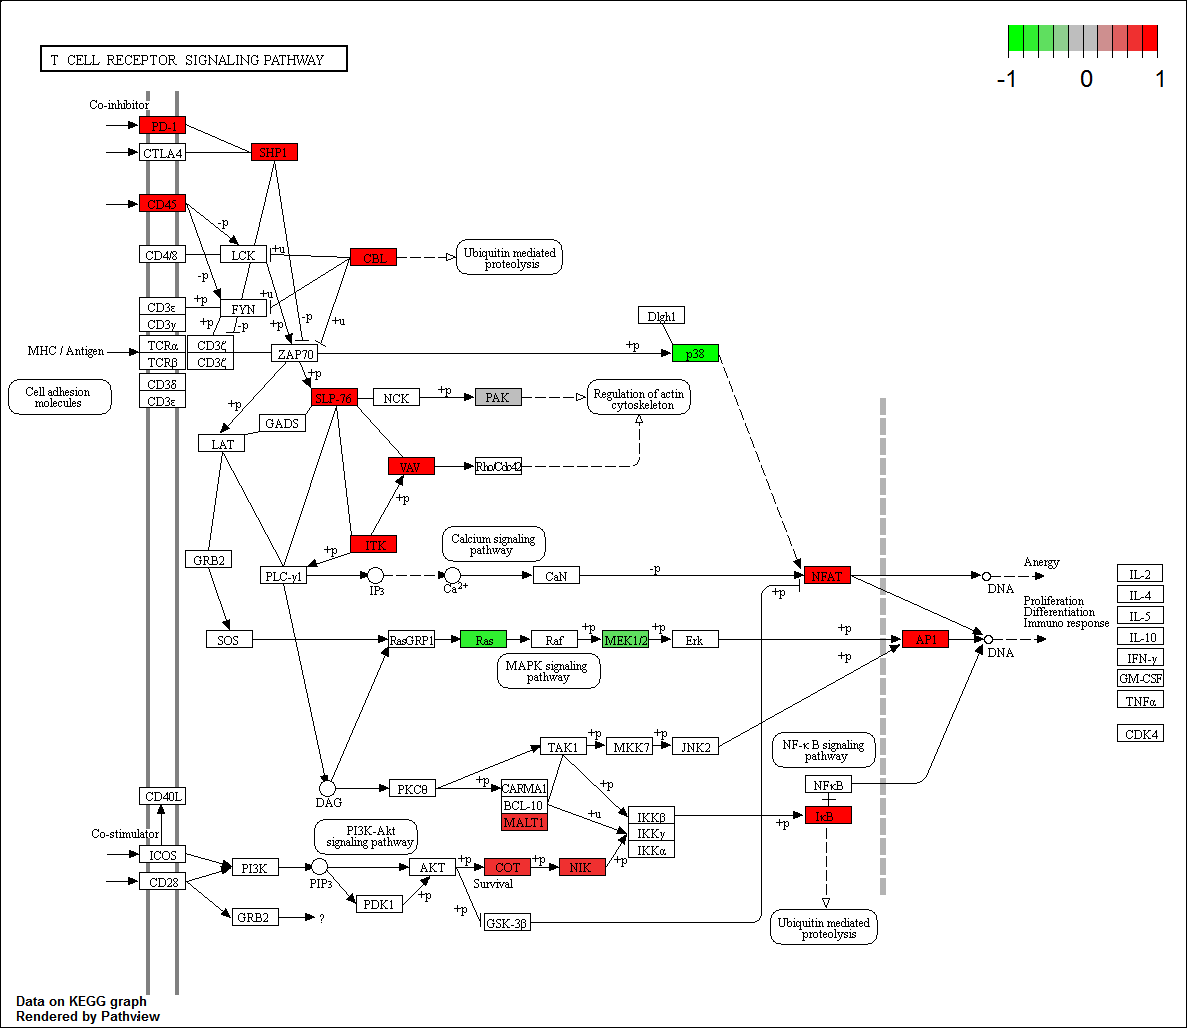 T CELL RECEPTOR SIGNALING PATHWAY
-1 0 1
Co-inhibitor
PD-1
CTLA4
SHP1
CD45
-p
CD4/8
LCK
+u
CBL
Ubiquitin mediated
proteolysis
-p
CD3ε
+p
FYN
+u
CD3γ
+p
-p
+p
-p
+u
Dlgh1
MHC / Antigen
TCRα
CD3ζ
TCRβ
CD3ζ
ZAP70
+p
p38
Cell adhesion
molecules
CD3δ
CD3ε
+p
+p
SLP-76
NCK
+p
PAK
Regulation of actin
cytoskeleton
GADS
LAT
VAV
Rho/Cdc42
+p
ITK
+p
GRB2
Calcium signaling
pathway
PLC-γ1
IP3
Ca2+
CaN
-p
NFAT
+p
Anergy
DNA
Proliferation
Differentiation
Immuno response
SOS
RasGRP1
Ras
Raf
+p
MEK1/2
+p
Erk
+p
+p
AP1
DNA
MAPK signaling
pathway
IL-2
IL-4
IL-5
IL-10
IFN-γ
GM-CSF
TNFα
CDK4
TAK1
+p
MKK7
+p
JNK2
NF-κ B signaling
pathway
DAG
PKCθ
+p
CARMA1
BCL-10
MALT1
+p
+u
IKKβ
IKKγ
IKKα
+p
NFκB
IκB
CD40L
Co-stimulator
ICOS
CD28
PI3K-Akt
signaling pathway
PI3K
PIP3
AKT
+p
COT
+p
NIK
+p
Survival
PDK1
+p
+p
GRB2
?
GSK-3β
Ubiquitin mediated
proteolysis
Data on KEGG graph
Rendered by Pathview